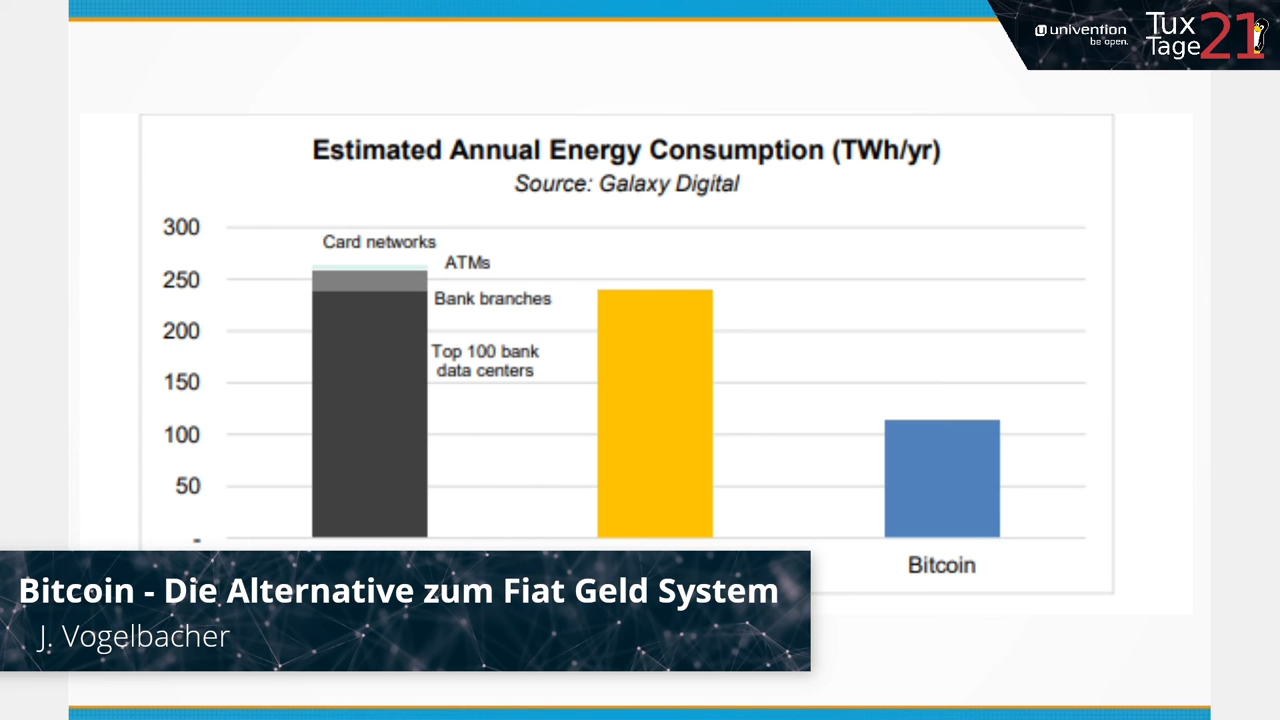 univention
be open.
Tux
Tage
21
Estimated Annual Energy Consumption (TWh/yr)
Source: Galaxy Digital
300
250
200
150
100
50
-
Card networks
ATMs
Bank branches
Top 100 bank
data centers
Bitcoin
Bitcoin - Die Alternative zum Fiat Geld System
J. Vogelbacher